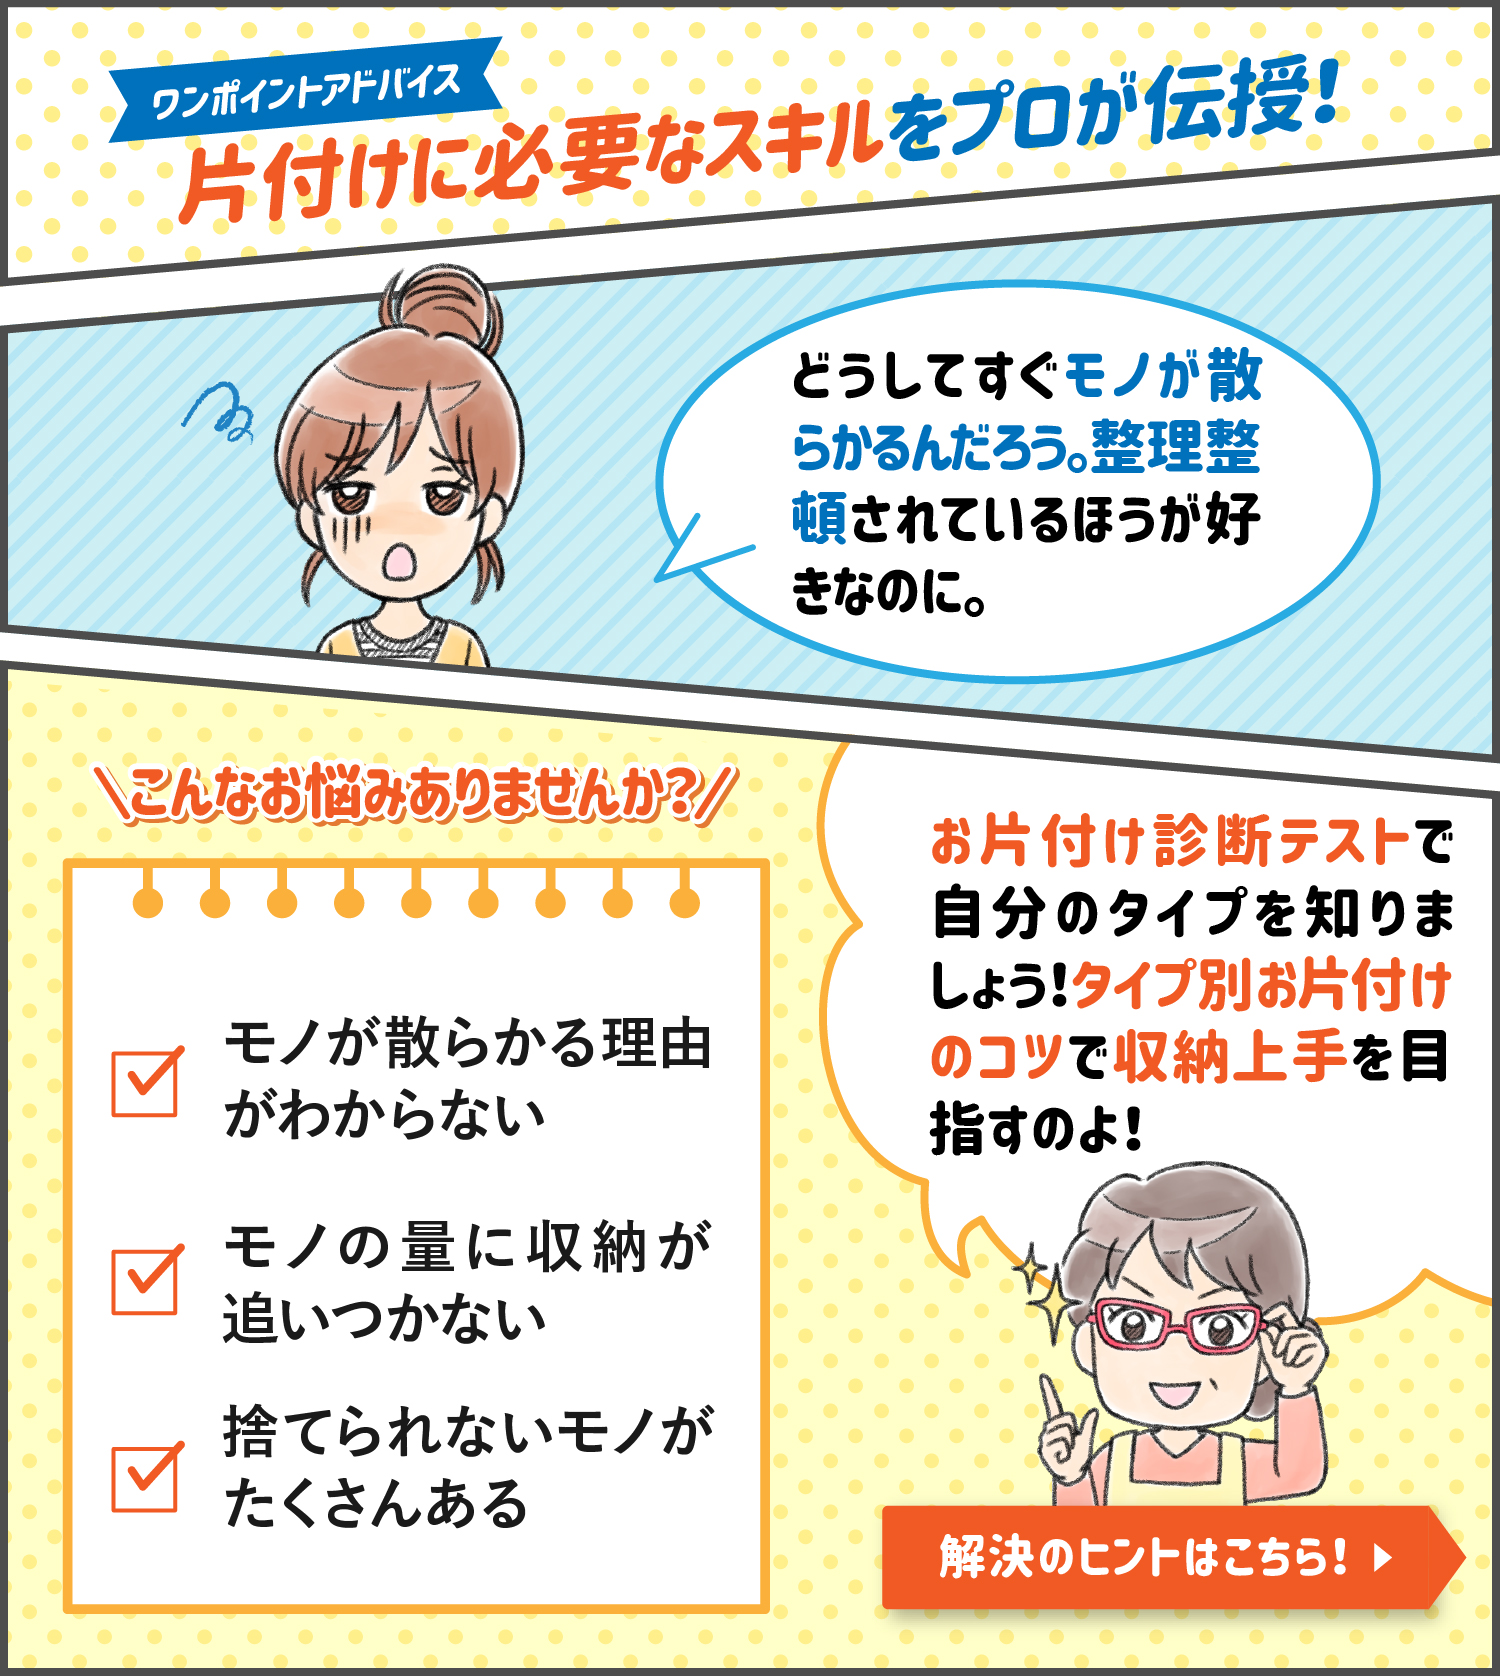 ワンポイントアドバイス
片付けに必要なスキルをプロが伝授!
どうしてすぐモノが散
らかるんだろう。整理整
頓されているほうが好
きなのに。
こんなお悩みありませんか?
モノが散らかる理由
がわからない
モノの量に収納が
追いつかない
捨てられないモノが
たくさんある
お片付け診断テストで
自分のタイプを知りま
しょう!タイプ別お片付け
のコツで収納上手を目
指すのよ!
解決のヒントはこちら!